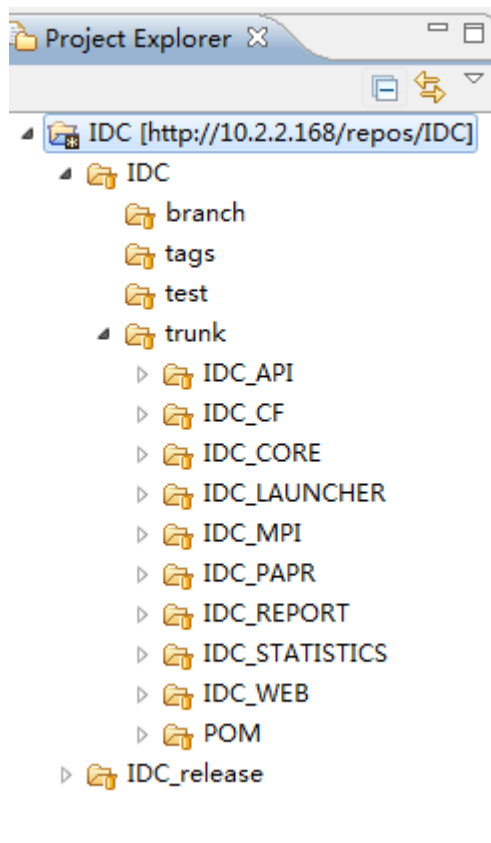 Project Explorer
IDC [http://10.2.2.168/repos/IDC]
IDC
branch
tags
test
trunk
IDC_API
IDC_CF
IDC_CORE
IDC_LAUNCHER
IDC_MPI
IDC_PAPR
IDC_REPORT
IDC_STATISTICS
IDC_WEB
POM
IDC_release